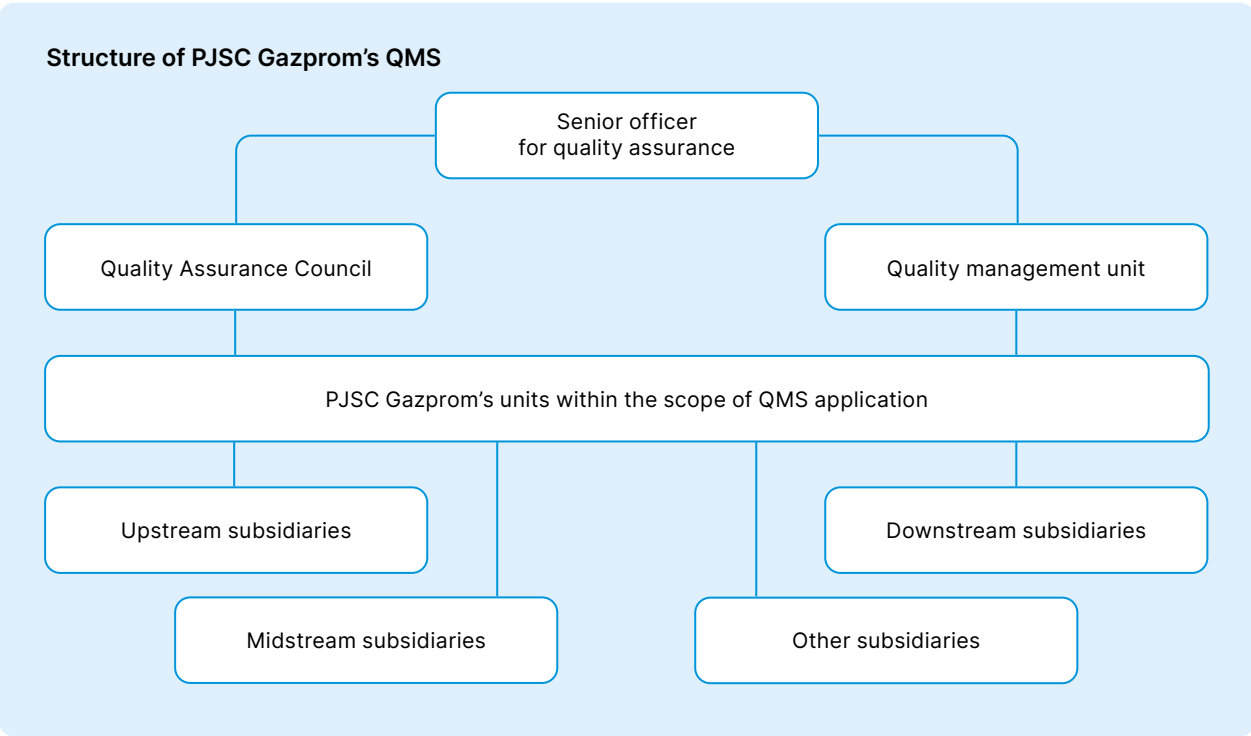 Structure of PJSC Gazprom’s QMS
Senior officer
for quality assurance
Quality Assurance Council
Quality management unit
PJSC Gazprom’s units within the scope of QMS application
Upstream subsidiaries
Downstream subsidiaries
Midstream subsidiaries
Other subsidiaries